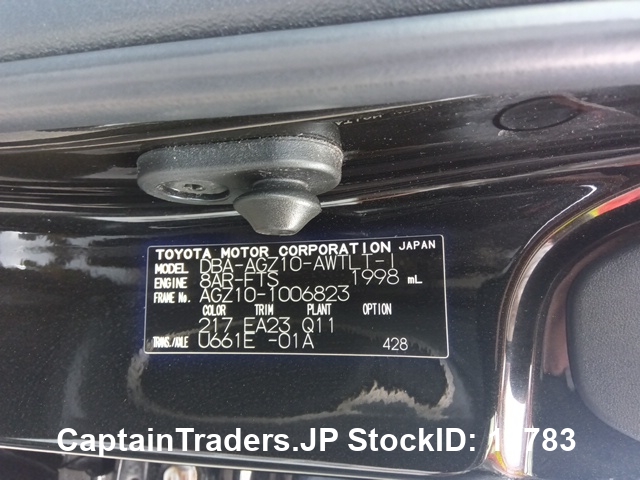 TOYOTA MOTOR CORPORATION JAPAN
MODEL DBA-AGZ10-AWTLT-I
ENGINE 8AR-FTS 1998 mL
FRAME No. AGZ10-1006823
COLOR TRIM PLANT OPTION
217 EA23 Q11
TRANS./AXLE U661E -01A 428
CaptainTraders.JP StockID: